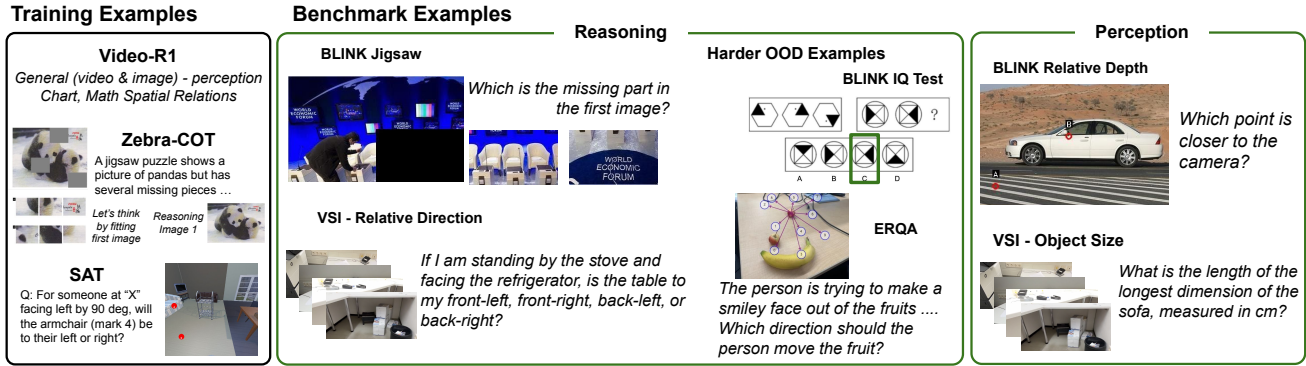 Training Examples
Video-R1
General (video & image) - perception
Chart, Math Spatial Relations
Zebra-COT
A jigsaw puzzle shows a
picture of pandas but has
several missing pieces …
Let's think
by fitting
first image
Reasoning
Image 1
SAT
Q: For someone at “X”
facing left by 90 deg, will
the armchair (mark 4) be
to their left or right?
Benchmark Examples
Reasoning
BLINK Jigsaw
WORLD
ECONOMIC
FORUM
Which is the missing part in
the first image?
WORLD
ECONOMIC
FORUM
VSI - Relative Direction
If I am standing by the stove and
facing the refrigerator, is the table to
my front-left, front-right, back-left, or
back-right?
Harder OOD Examples
BLINK IQ Test
?
A B C D
ERQA
The person is trying to make a
smiley face out of the fruits ....
Which direction should the
person move the fruit?
Perception
BLINK Relative Depth
B
A
Which point is
closer to the
camera?
VSI - Object Size
What is the length of the
longest dimension of the
sofa, measured in cm?